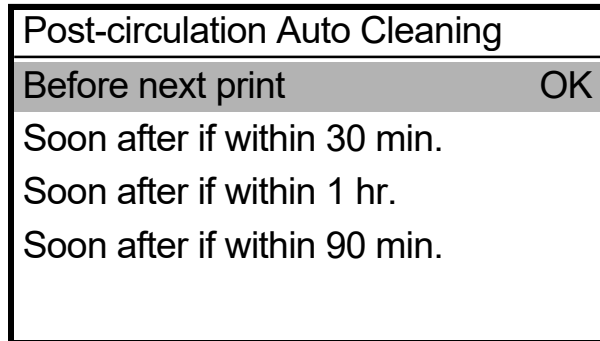 Post-circulation Auto Cleaning
Before next print OK
Soon after if within 30 min.
Soon after if within 1 hr.
Soon after if within 90 min.